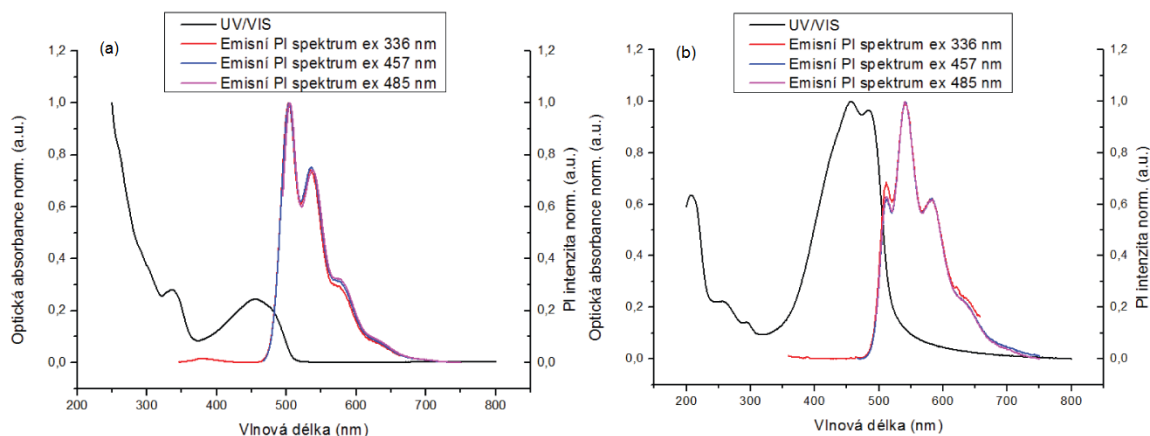 UV/VIS
Emisní Pl spektrum ex 336 nm
Emisní Pl spektrum ex 457 nm
Emisní Pl spektrum ex 485 nm
(a)
Optická absorbance norm. (a.u.)
1,2
1,0
0,8
0,6
0,4
0,2
0,0
1,2
1,0
0,8
0,6
0,4
0,2
0,0
Pl intenzita norm. (a.u.)
200 300 400 500 600 700 800
Vlnová délka (nm)
UV/VIS
Emisní Pl spektrum ex 336 nm
Emisní Pl spektrum ex 457 nm
Emisní Pl spektrum ex 485 nm
(b)
Optická absorbance norm. (a.u.)
1,2
1,0
0,8
0,6
0,4
0,2
0,0
1,2
1,0
0,8
0,6
0,4
0,2
0,0
Pl intenzita norm. (a.u.)
200 300 400 500 600 700 800
Vlnová délka (nm)